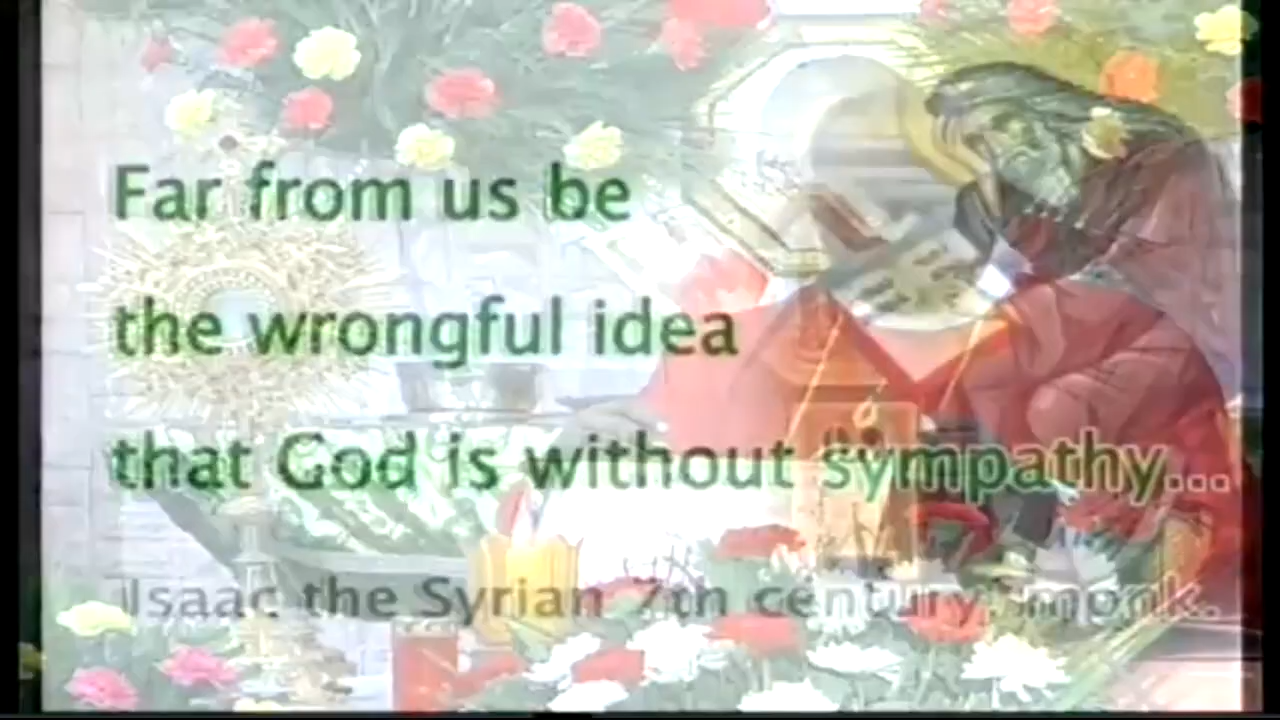 Far from us be
the wrongful idea
that God is without sympathy...
Isaac the Syrian 7th century monk.